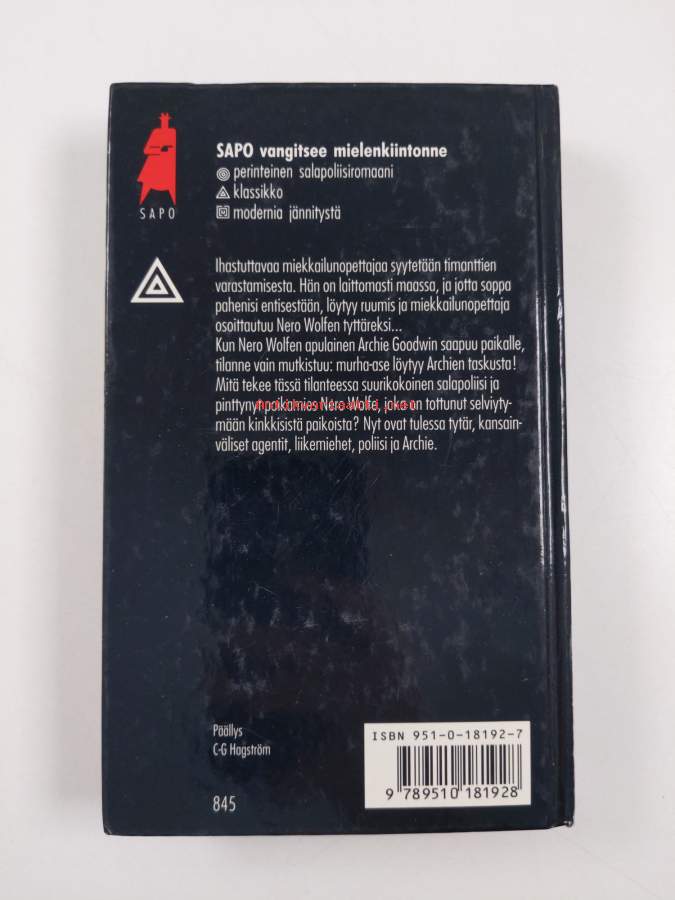 SAPO vangitsee mielenkiintonne
perinteinen salapoliisiromaani
klassikko
modernia jännitystä
SAPO
Ihastuttavaa miekkailunopettajaa syytetään timanttien
varastamisesta. Hän on laittomasti maassa, ja jotta soppa
pahenisi entisestään, löytyy ruumis ja miekkailunopettaja
osoittautuu Nero Wolfen tyttäreksi...
Kun Nero Wolfen apulainen Archie Goodwin saapuu paikalle,
tilanne vain mutkistuu: murha-ase löytyy Archien taskusta!
Mitä tekee tässä tilanteessa suurikokoinen salapoliisi ja
pinttynyt poikamies Nero Wolfe, joka on tottunut selviyty-
mään kinkkisistä paikoista? Nyt ovat tulessa tytär, kansain-
väliset agentit, liikemiehet, poliisi ja Archie.
Päällys
C-G Hagström
845
ISBN 951-0-18192-7
9 789510 181928